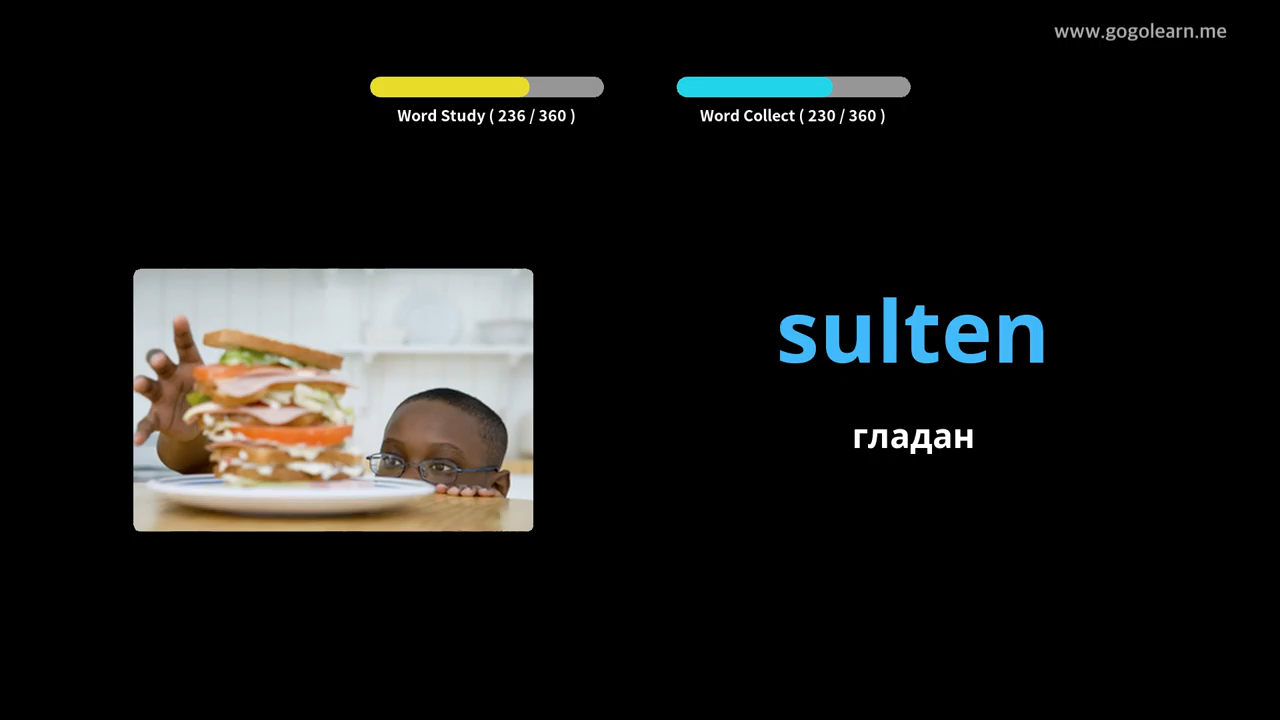 www.gogolearn.me
Word Study ( 236 / 360 )
Word Collect ( 230 / 360 )
sulten
гладан